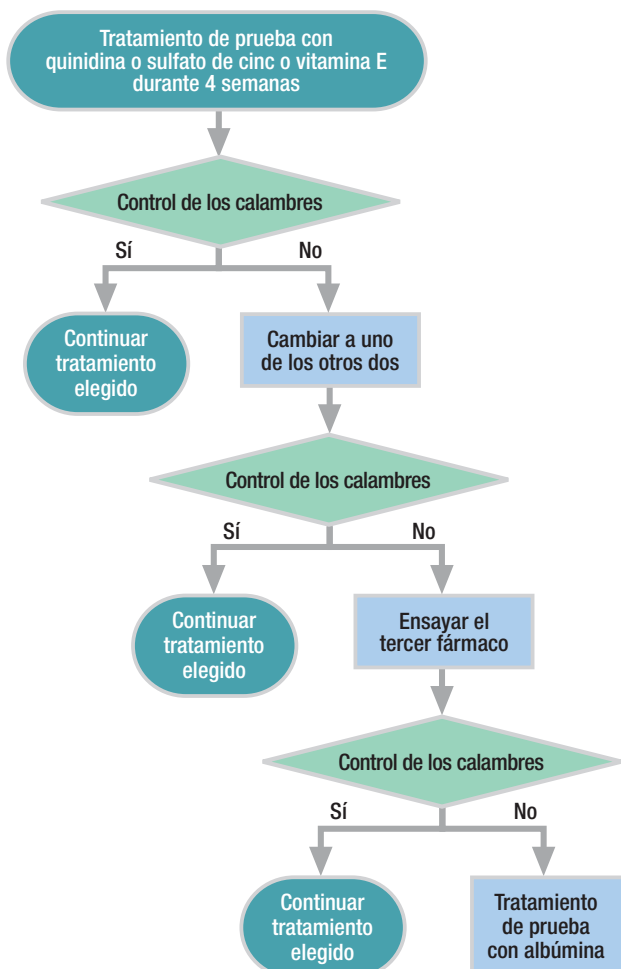 Tratamiento de prueba con
quinidina o sulfato de cinc o vitamina E
durante 4 semanas
Control de los calambres
Sí
No
Continuar
tratamiento
elegido
Cambiar a uno
de los otros dos
Control de los calambres
Sí
No
Continuar
tratamiento
elegido
Ensayar el
tercer fármaco
Control de los calambres
Sí
No
Continuar
tratamiento
elegido
Tratamiento
de prueba
con albúmina